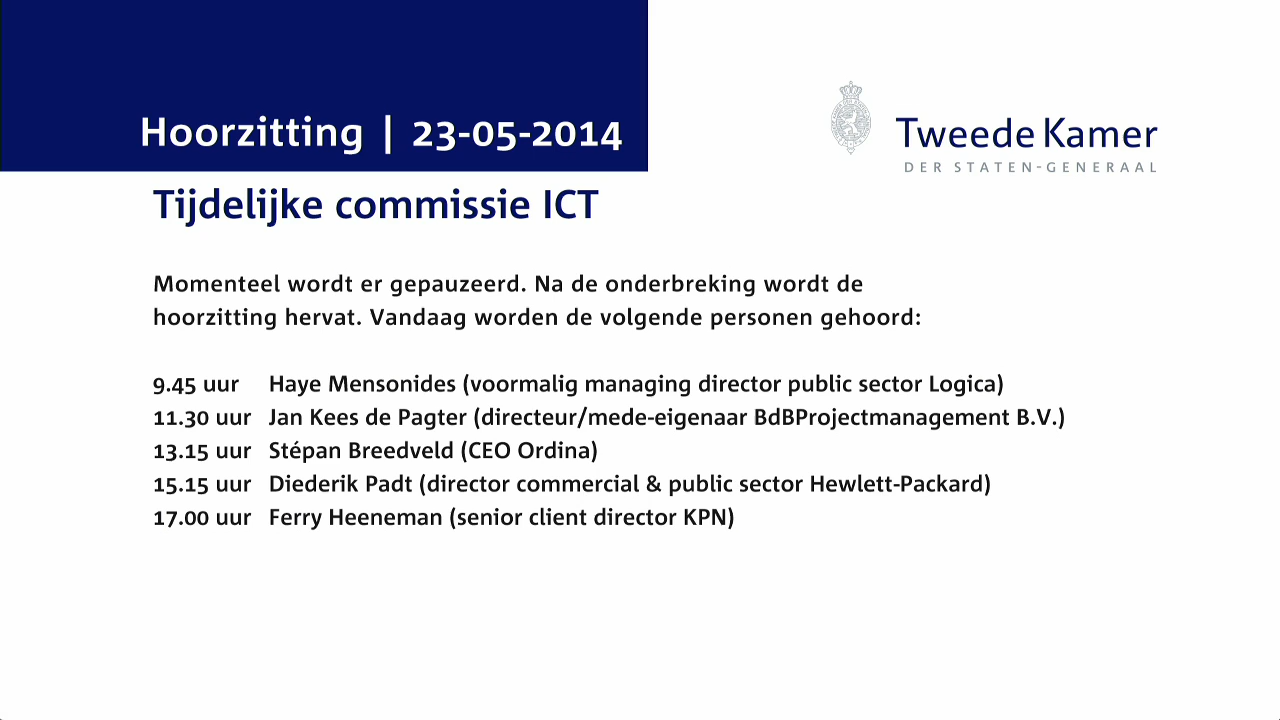 Hoorzitting | 23-05-2014
Tweede Kamer
DER STATEN-GENERAAL
Tijdelijke commissie ICT
Momenteel wordt er gepauzeerd. Na de onderbreking wordt de
hoorzitting hervat. Vandaag worden de volgende personen gehoord:
9.45 uur Haye Mensonides (voormalig managing director public sector Logica)
11.30 uur Jan Kees de Pagter (directeur/mede-eigenaar BdBProjectmanagement B.V.)
13.15 uur Stépan Breedveld (CEO Ordina)
15.15 uur Diederik Padt (director commercial & public sector Hewlett-Packard)
17.00 uur Ferry Heeneman (senior client director KPN)